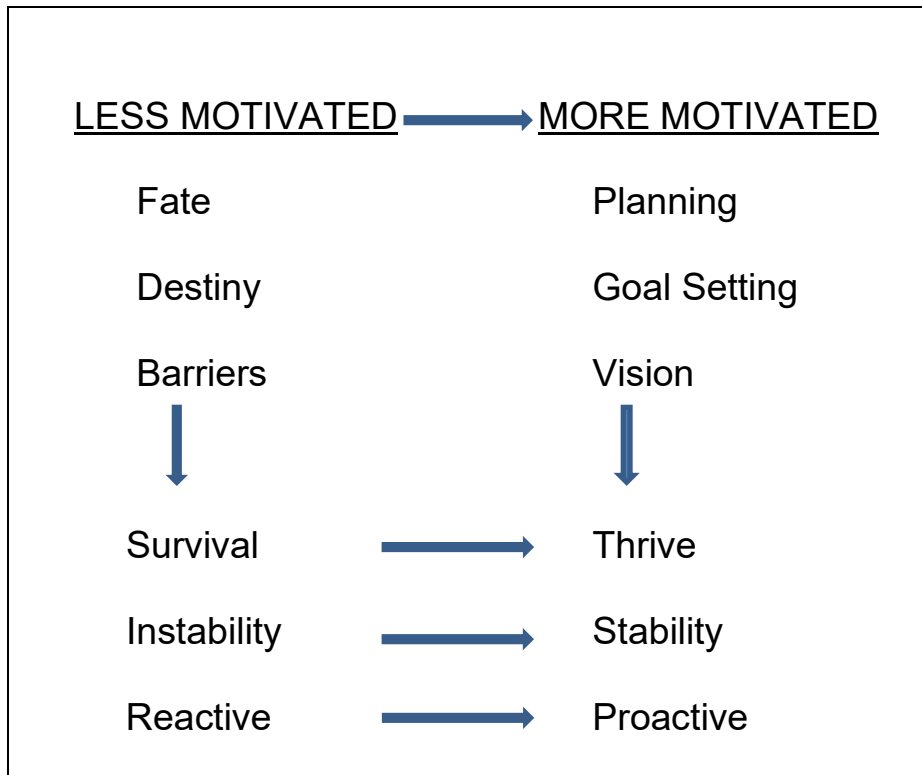 LESS MOTIVATED MORE MOTIVATED
Fate Planning
Destiny Goal Setting
Barriers Vision
Survival Thrive
Instability Stability
Reactive Proactive